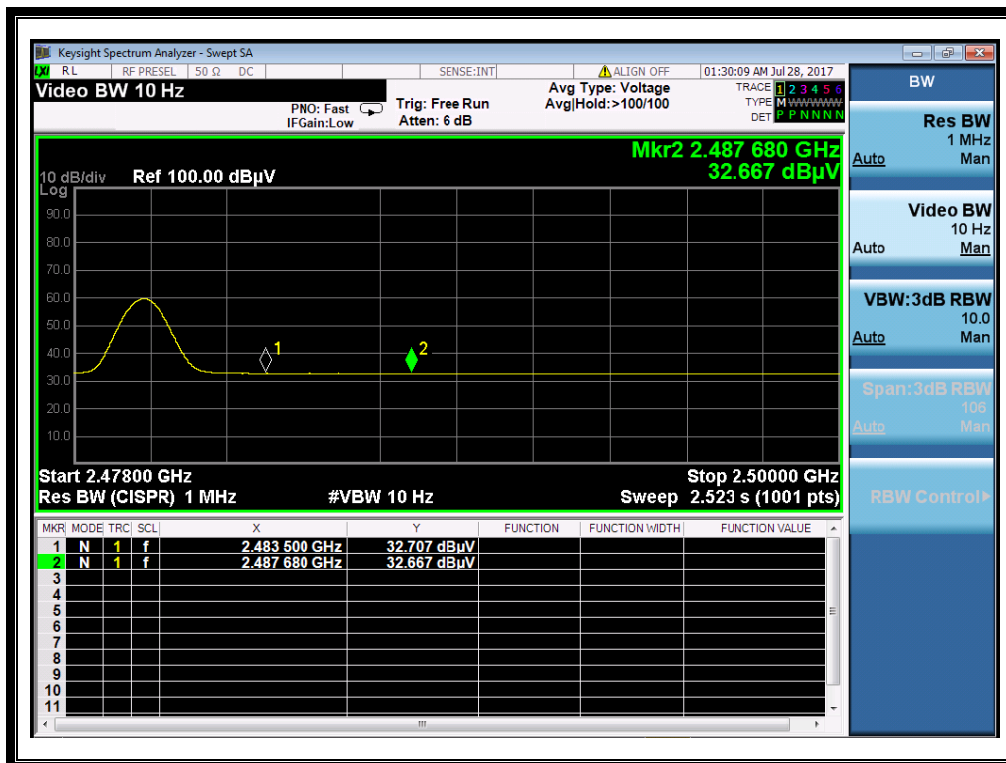 Keysight Spectrum Analyzer - Swept SA
LXI RL RF PRESEL 50 Ω DC SENSE:INT ALIGN OFF 01:30:09 AM Jul 28, 2017
Video BW 10 Hz
PNO: Fast
IFGain:Low
Trig: Free Run
Atten: 6 dB
Avg Type: Voltage
Avg|Hold:>100/100
TRACE 1 2 3 4 5 6
TYPE M WWWWW
DET P P N N N N
Mkr2 2.487 680 GHz
32.667 dBµV
10 dB/div Ref 100.00 dBµV
Log
90.0
80.0
70.0
60.0
50.0
40.0
30.0
20.0
10.0
1
2
Start 2.47800 GHz Stop 2.50000 GHz
Res BW (CISPR) 1 MHz #VBW 10 Hz Sweep 2.523 s (1001 pts)
MKR MODE TRC SCL X Y FUNCTION FUNCTION WIDTH FUNCTION VALUE
1 N 1 f 2.483 500 GHz 32.707 dBµV
2 N 1 f 2.487 680 GHz 32.667 dBµV
3
4
5
6
7
8
9
10
11
BW
Res BW
1 MHz
Auto Man
Video BW
10 Hz
Auto Man
VBW:3dB RBW
10.0
Auto Man
Span:3dB RBW
106
Auto Man
RBW Control